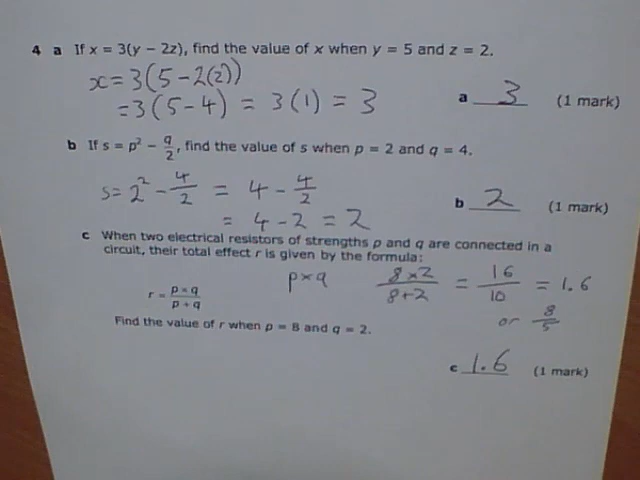 4 a If x = 3(y − 2z), find the value of x when y = 5 and z = 2.
x = 3(5 − 2(2))
= 3(5 − 4) = 3(1) = 3
a 3 (1 mark)
b If s = p² − q/2, find the value of s when p = 2 and q = 4.
s = 2² − 4/2 = 4 − 4/2
= 4 − 2 = 2
b 2 (1 mark)
c When two electrical resistors of strengths p and q are connected in a
circuit, their total effect r is given by the formula:
p × q 8 × 2 / 8 + 2 = 16 / 10 = 1.6
r = p × q / p + q
or 8/5
Find the value of r when p = 8 and q = 2.
c 1.6 (1 mark)